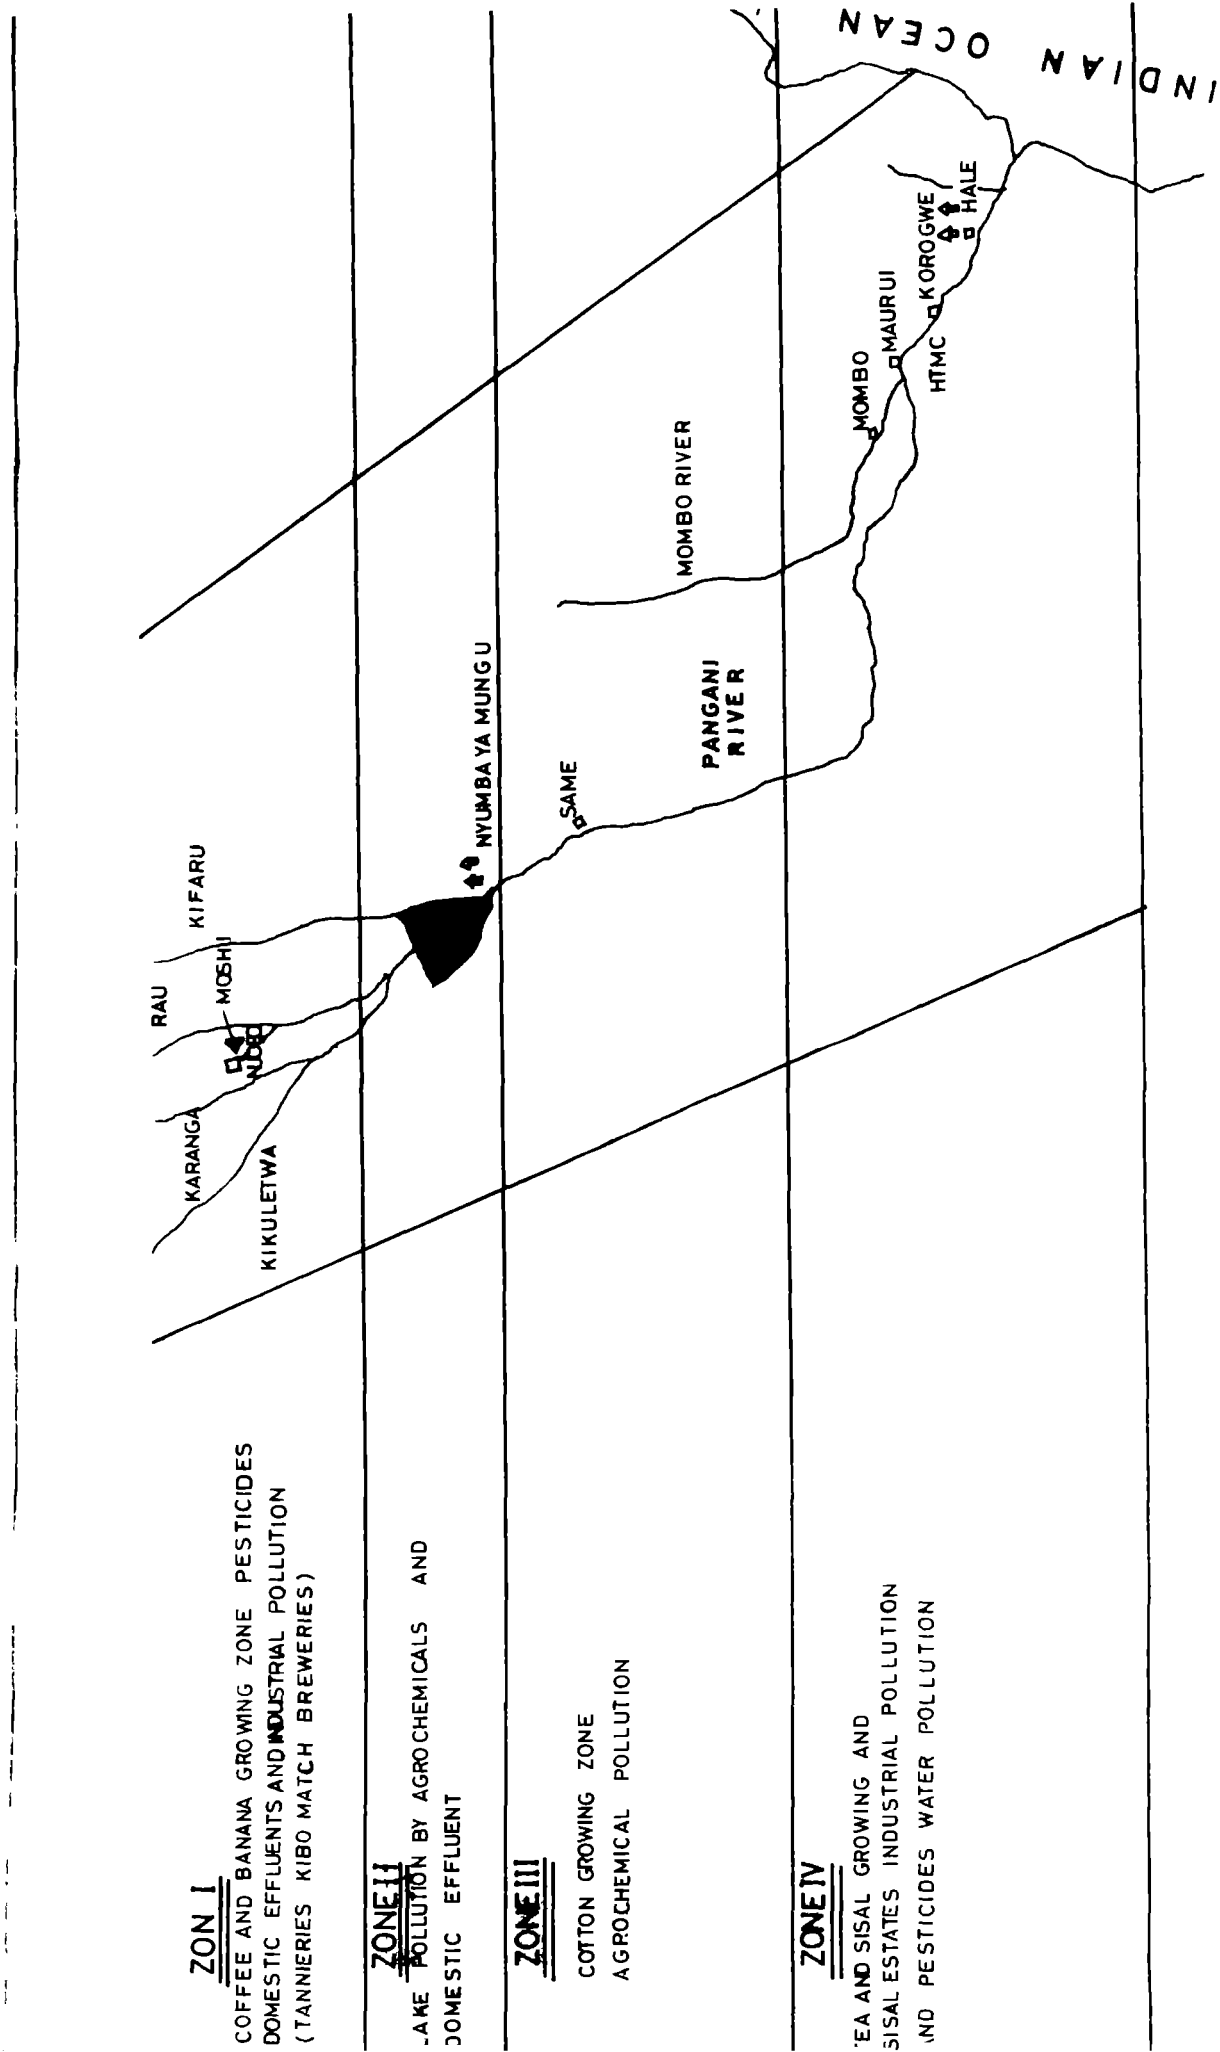 ZON I
COFFEE AND BANANA GROWING ZONE PESTICIDES
DOMESTIC EFFLUENTS AND INDUSTRIAL POLLUTION
(TANNIERIES KIBO MATCH BREWERIES)
ZONE II
LAKE POLLUTION BY AGROCHEMICALS AND
DOMESTIC EFFLUENT
ZONE III
COTTON GROWING ZONE
AGROCHEMICAL POLLUTION
ZONE IV
TEA AND SISAL GROWING AND
SISAL ESTATES INDUSTRIAL POLLUTION
AND PESTICIDES WATER POLLUTION
KIKULETWA
KARANGA
RAU
MOSHI
KIFARU
NYUMBA YA MUNGU
SAME
PANGANI
RIVER
MOMBO RIVER
MOMBO
MAURUI
HTMC
KOROGWE
HALE
INDIAN OCEAN